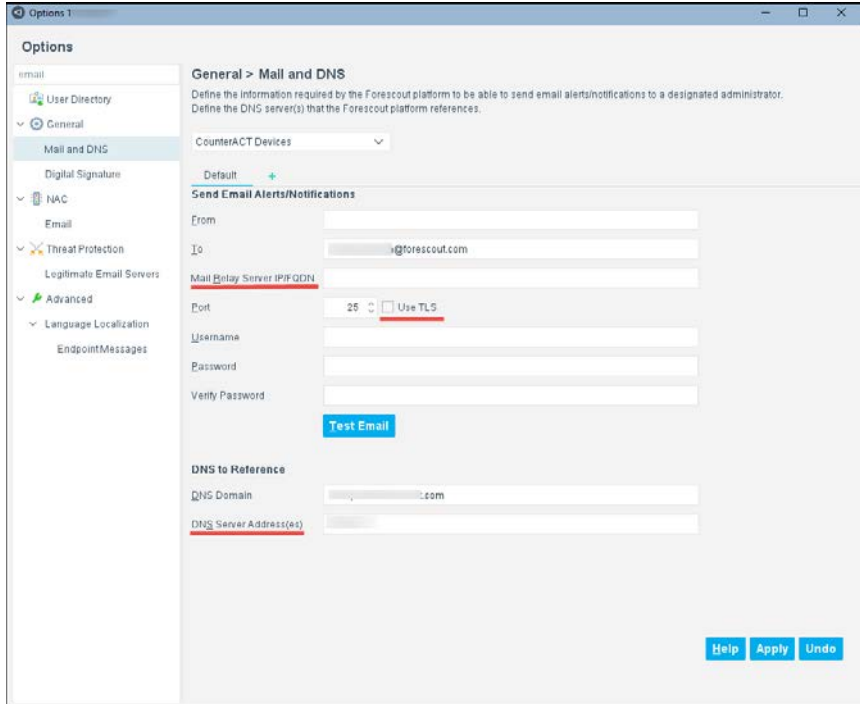 Options 1
Options
email
User Directory
General
Mail and DNS
Digital Signature
NAC
Email
Threat Protection
Legitimate Email Servers
Advanced
Language Localization
Endpoint Messages
General > Mail and DNS
Define the information required by the Forescout platform to be able to send email alerts/notifications to a designated administrator.
Define the DNS server(s) that the Forescout platform references.
CounterACT Devices
Default +
Send Email Alerts/Notifications
From
To @forescout.com
Mail Relay Server IP/FQDN
Port 25 Use TLS
Username
Password
Verify Password
Test Email
DNS to Reference
DNS Domain .com
DNS Server Address(es)
Help Apply Undo